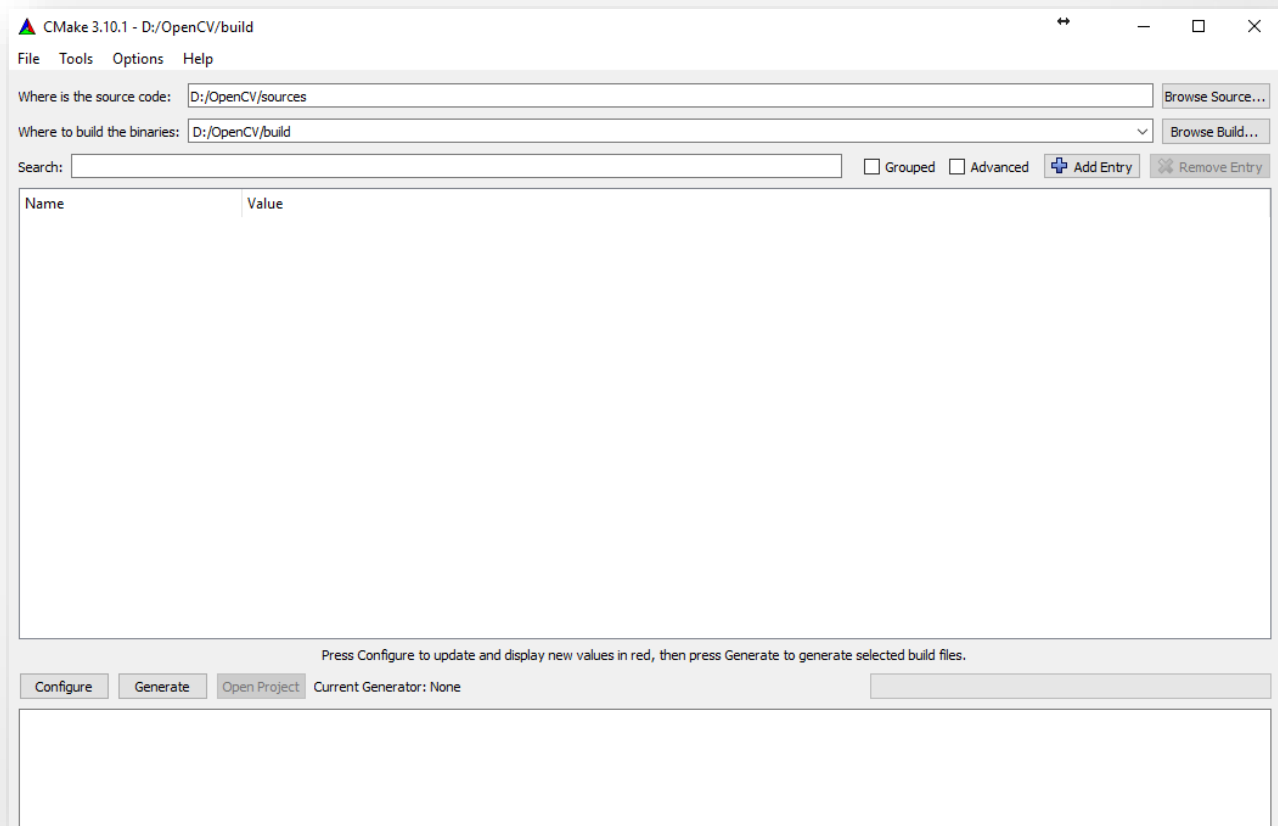 CMake 3.10.1 - D:/OpenCV/build
File Tools Options Help
Where is the source code: D:/OpenCV/sources Browse Source...
Where to build the binaries: D:/OpenCV/build Browse Build...
Search: Grouped Advanced Add Entry Remove Entry
Name Value
Press Configure to update and display new values in red, then press Generate to generate selected build files.
Configure Generate Open Project Current Generator: None